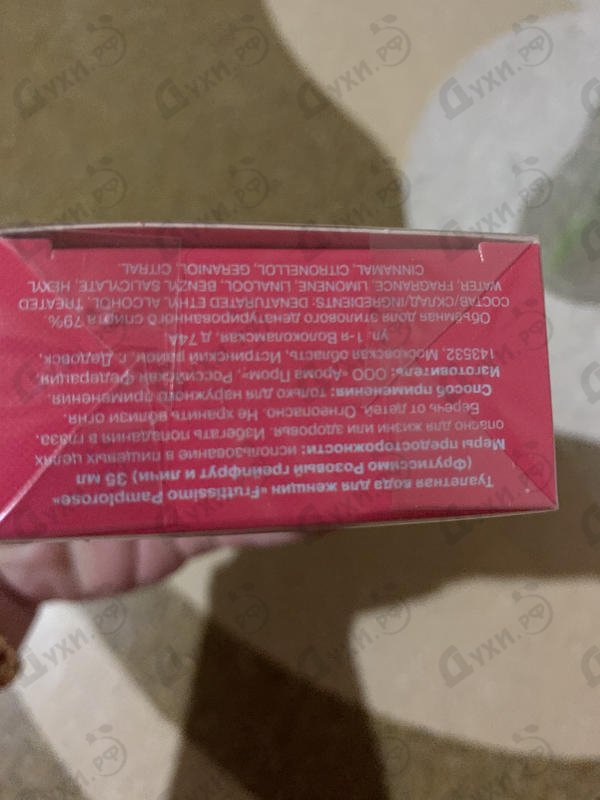 Туалетная вода для женщин «Fruttissimo Pamplorose»
(Фрутиссимо Розовый грейпфрут и личи) 35 мл
Меры предосторожности: использование в пищевых целях
опасно для жизни или здоровья. Избегать попадания в глаза.
Беречь от детей. Огнеопасно. Не хранить вблизи огня.
Способ применения: только для наружного применения.
Изготовитель: ООО «Арома Пром», Российская Федерация,
143532, Московская область, Истринский район, г. Дедовск,
ул. 1-я Волоколамская, д.74А
Объемная доля этилового денатурированного спирта 79%.
СОСТАВ/СКЛАД/INGREDIENTS: DENATURATED ETHYL ALCOHOL, TREATED
WATER, FRAGRANCE, LIMONENE, LINALOOL, BENZYL SALICYLATE, HEXYL
CINNAMAL, CITRONELLOL, GERANIOL, CITRAL.
Духи.рф